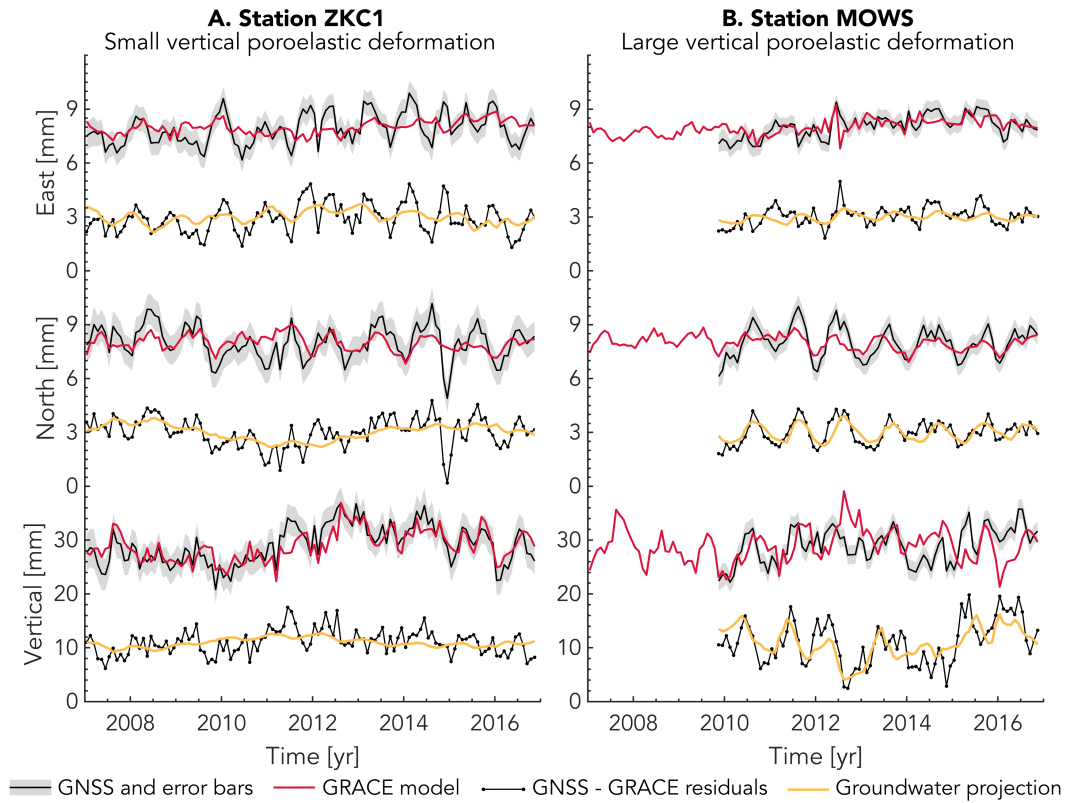 A. Station ZKC1
Small vertical poroelastic deformation
B. Station MOWS
Large vertical poroelastic deformation
East [mm]
9
6
3
0
North [mm]
9
6
3
0
Vertical [mm]
30
20
10
0
2008 2010 2012 2014 2016
Time [yr]
9
6
3
0
9
6
3
0
30
20
10
0
2008 2010 2012 2014 2016
Time [yr]
GNSS and error bars GRACE model GNSS - GRACE residuals Groundwater projection